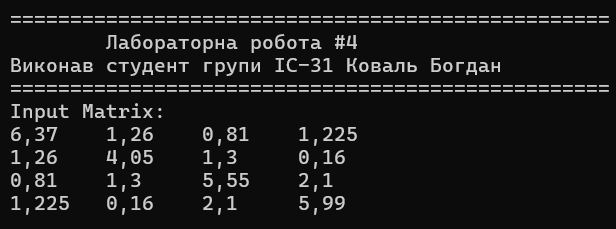 ==================================================
Лабораторна робота #4
Виконав студент групи ІС-31 Коваль Богдан
==================================================
Input Matrix:
6,37 1,26 0,81 1,225
1,26 4,05 1,3 0,16
0,81 1,3 5,55 2,1
1,225 0,16 2,1 5,99